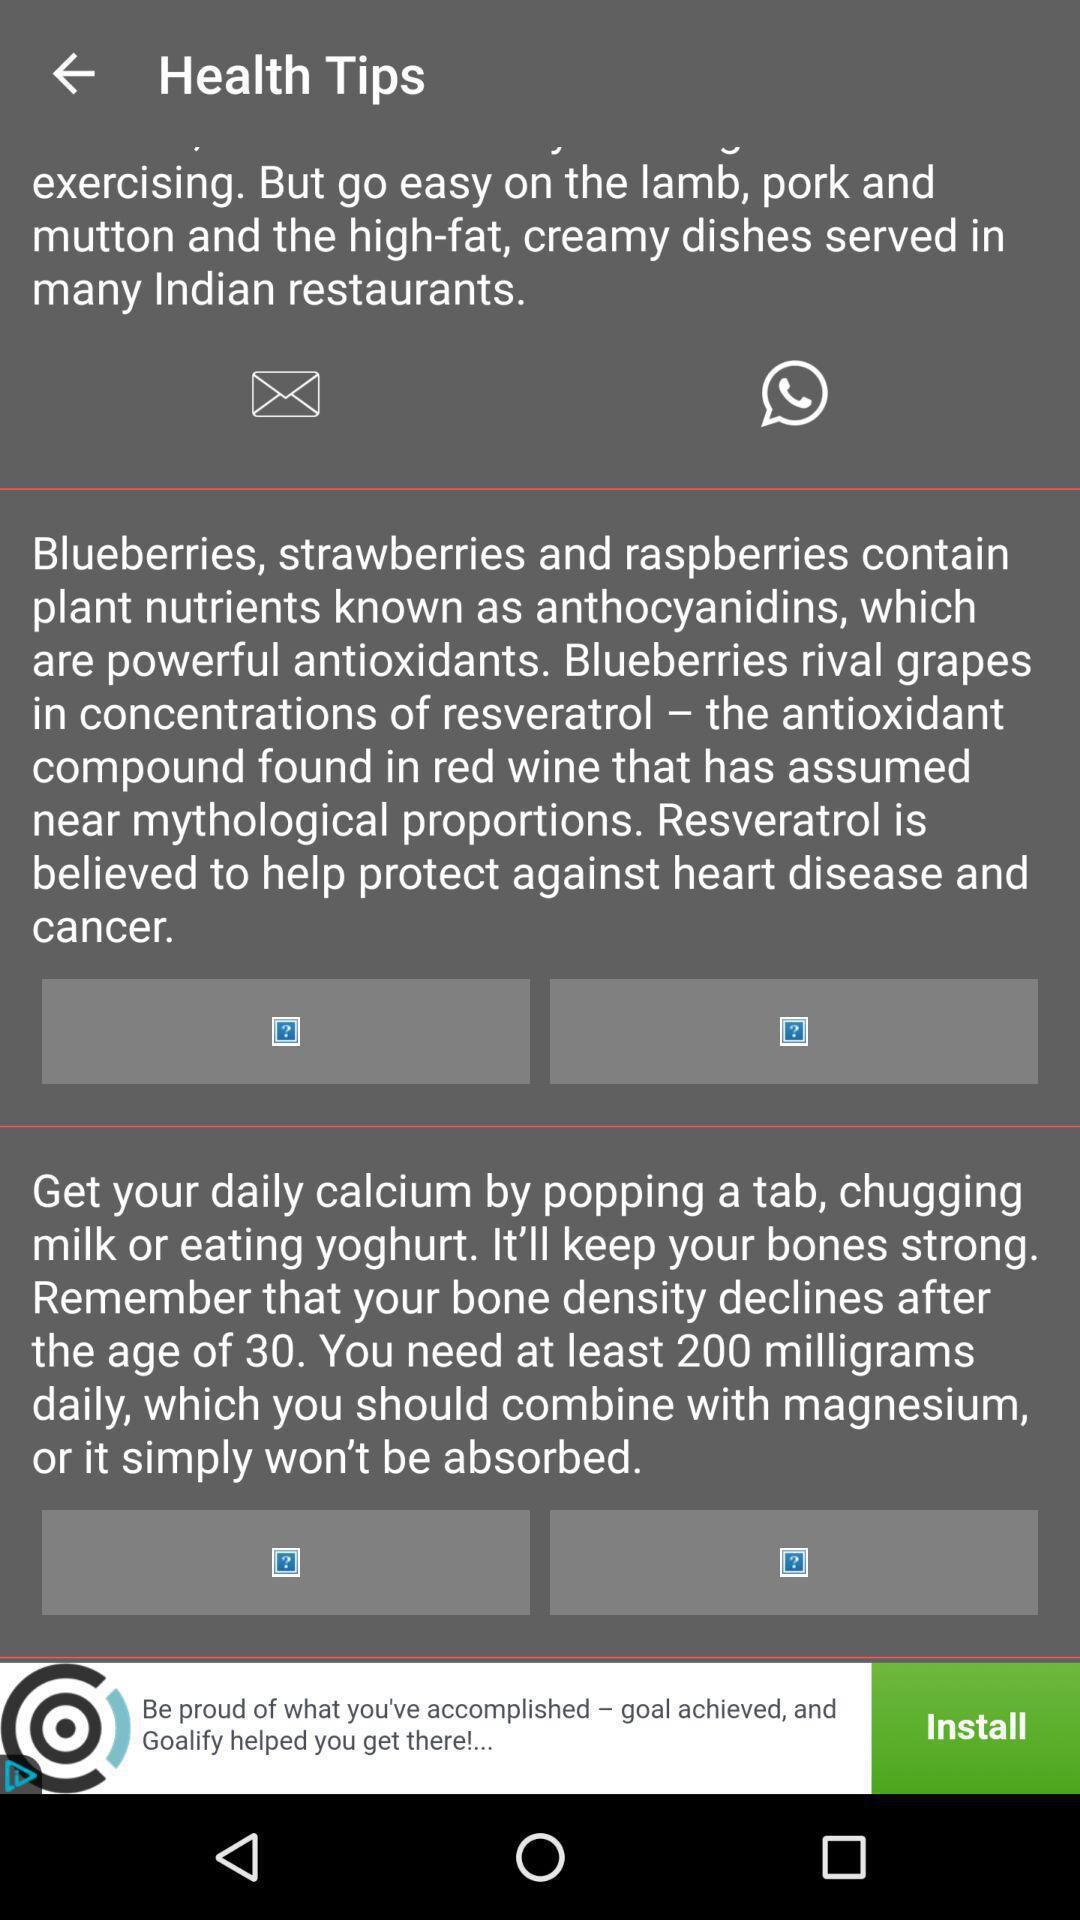 Health Tips
exercising. But go easy on the lamb, pork and
mutton and the high-fat, creamy dishes served in
many Indian restaurants.
Blueberries, strawberries and raspberries contain
plant nutrients known as anthocyanidins, which
are powerful antioxidants. Blueberries rival grapes
in concentrations of resveratrol – the antioxidant
compound found in red wine that has assumed
near mythological proportions. Resveratrol is
believed to help protect against heart disease and
cancer.
Get your daily calcium by popping a tab, chugging
milk or eating yoghurt. It’ll keep your bones strong.
Remember that your bone density declines after
the age of 30. You need at least 200 milligrams
daily, which you should combine with magnesium,
or it simply won’t be absorbed.
Be proud of what you've accomplished – goal achieved, and
Goalify helped you get there!...
Install